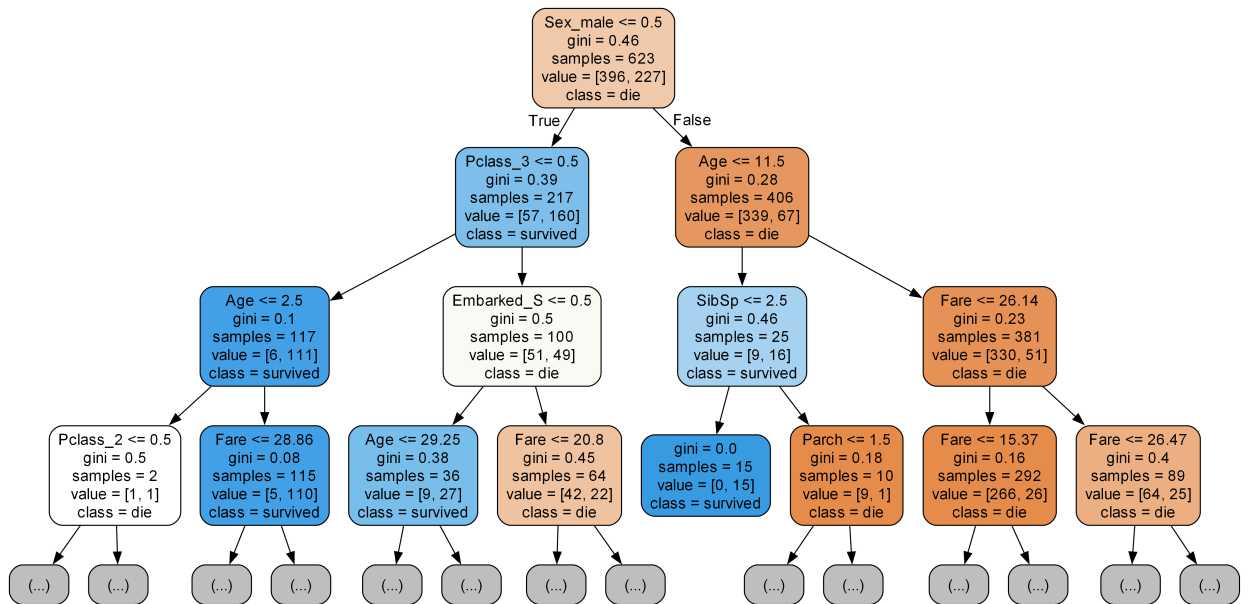 Sex_male <= 0.5
gini = 0.46
samples = 623
value = [396, 227]
class = die
True
False
Pclass_3 <= 0.5
gini = 0.39
samples = 217
value = [57, 160]
class = survived
Age <= 11.5
gini = 0.28
samples = 406
value = [339, 67]
class = die
Age <= 2.5
gini = 0.1
samples = 117
value = [6, 111]
class = survived
Embarked_S <= 0.5
gini = 0.5
samples = 100
value = [51, 49]
class = die
SibSp <= 2.5
gini = 0.46
samples = 25
value = [9, 16]
class = survived
Fare <= 26.14
gini = 0.23
samples = 381
value = [330, 51]
class = die
Pclass_2 <= 0.5
gini = 0.5
samples = 2
value = [1, 1]
class = die
Fare <= 28.86
gini = 0.08
samples = 115
value = [5, 110]
class = survived
Age <= 29.25
gini = 0.38
samples = 36
value = [9, 27]
class = survived
Fare <= 20.8
gini = 0.45
samples = 64
value = [42, 22]
class = die
gini = 0.0
samples = 15
value = [0, 15]
class = survived
Parch <= 1.5
gini = 0.18
samples = 10
value = [9, 1]
class = die
Fare <= 15.37
gini = 0.16
samples = 292
value = [266, 26]
class = die
Fare <= 26.47
gini = 0.4
samples = 89
value = [64, 25]
class = die
(...)
(...)
(...)
(...)
(...)
(...)
(...)
(...)
(...)
(...)
(...)
(...)
(...)
(...)